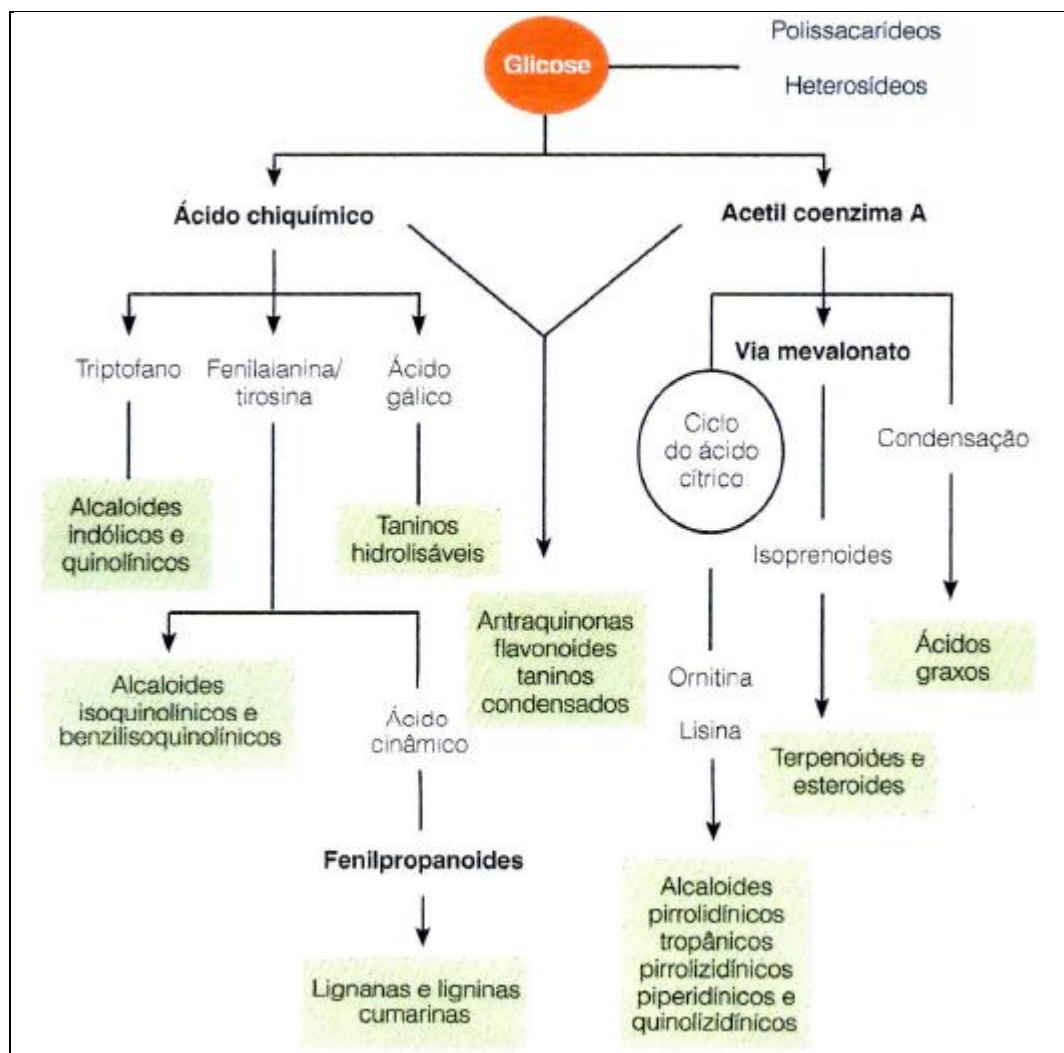 Glicose
Polissacarídeos
Heterosídeos
Ácido chiquímico
Acetil coenzima A
Triptofano
Fenilalanina/
tirosina
Ácido
gálico
Via mevalonato
Ciclo
do ácido
cítrico
Condensação
Alcaloides
indólicos e
quinolínicos
Taninos
hidrolisáveis
Isoprenoides
Antraquinonas
flavonoídes
taninos
condensados
Ácidos
graxos
Alcaloides
isoquinolínicos e
benzilisoquinolínicos
Ácido
cinâmico
Ornitina
Lisina
Terpenoides e
esteroides
Fenilpropanoides
Alcaloides
pirrolidínicos
tropânicos
pirrolizidínicos
piperidínicos e
quinolizidínicos
Lignanas e ligninas
cumarinas